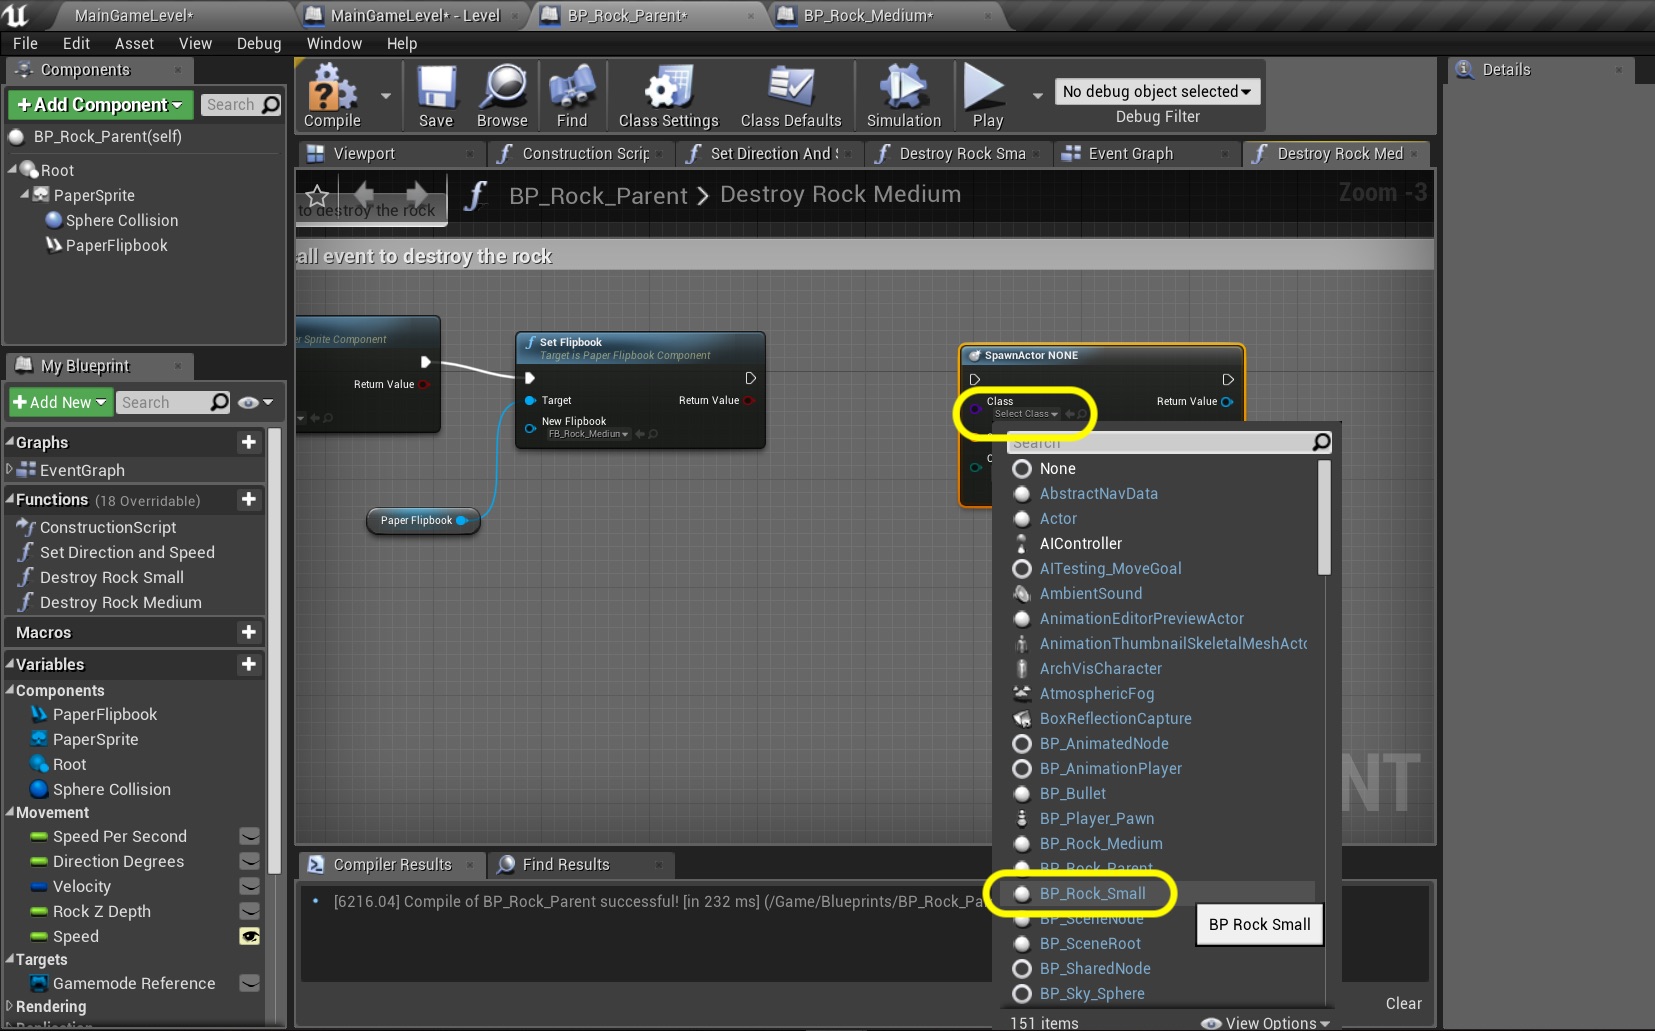 MainGameLevel*
MainGameLevel* - Level
BP_Rock_Parent*
BP_Rock_Medium*
File Edit Asset View Debug Window Help
Components
+Add Component
Search
BP_Rock_Parent(self)
Root
PaperSprite
Sphere Collision
PaperFlipbook
My Blueprint
+Add New
Search
Graphs
EventGraph
Functions (18 Overridable)
ConstructionScript
Set Direction and Speed
Destroy Rock Small
Destroy Rock Medium
Macros
Variables
Components
PaperFlipbook
PaperSprite
Root
Sphere Collision
Movement
Speed Per Second
Direction Degrees
Velocity
Rock Z Depth
Speed
Targets
Gamemode Reference
Rendering
Compile
Save
Browse
Find
Class Settings
Class Defaults
Simulation
Play
No debug object selected
Debug Filter
Viewport
Construction Scrip
Set Direction And
Destroy Rock Sma
Event Graph
Destroy Rock Med
to destroy the rock
BP_Rock_Parent > Destroy Rock Medium
Zoom -3
all event to destroy the rock
er Sprite Component
Return Value
Set Flipbook
Target is Paper Flipbook Component
Target
Return Value
New Flipbook
FB_Rock_Mediun
Paper Flipbook
SpawnActor NONE
Class
Select Class
Return Value
Search
None
AbstractNavData
Actor
AIController
AITesting_MoveGoal
AmbientSound
AnimationEditorPreviewActor
AnimationThumbnailSkeletalMeshActo
ArchVisCharacter
AtmosphericFog
BoxReflectionCapture
BP_AnimatedNode
BP_AnimationPlayer
BP_Bullet
BP_Player_Pawn
BP_Rock_Medium
BP_Rock_Parent
BP_Rock_Small
BP_SceneNode
BP_SceneRoot
BP_SharedNode
BP_Sky_Sphere
151 items
View Options
BP Rock Small
NT
Compiler Results
Find Results
[6216.04] Compile of BP_Rock_Parent successful! [in 232 ms] (/Game/Blueprints/BP_Rock_Pa
Clear
Details